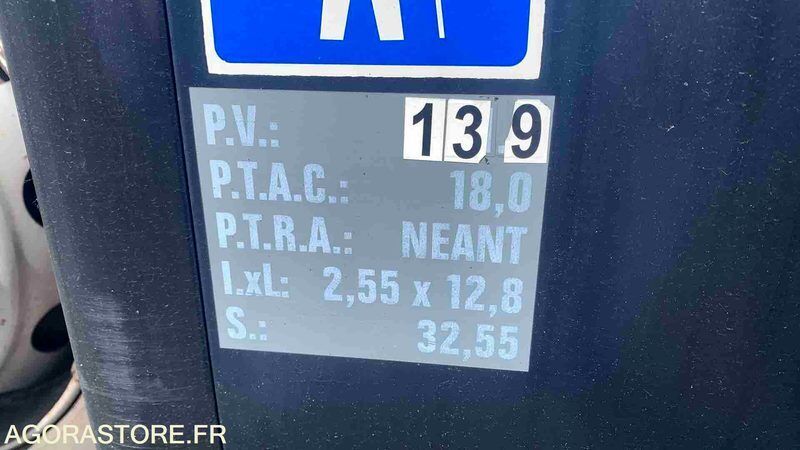 P.V.: 13 9
P.T.A.C.: 18,0
P.T.R.A.: NEANT
l.xL: 2,55 x 12,8
S.: 32,55
AGORASTORE.FR